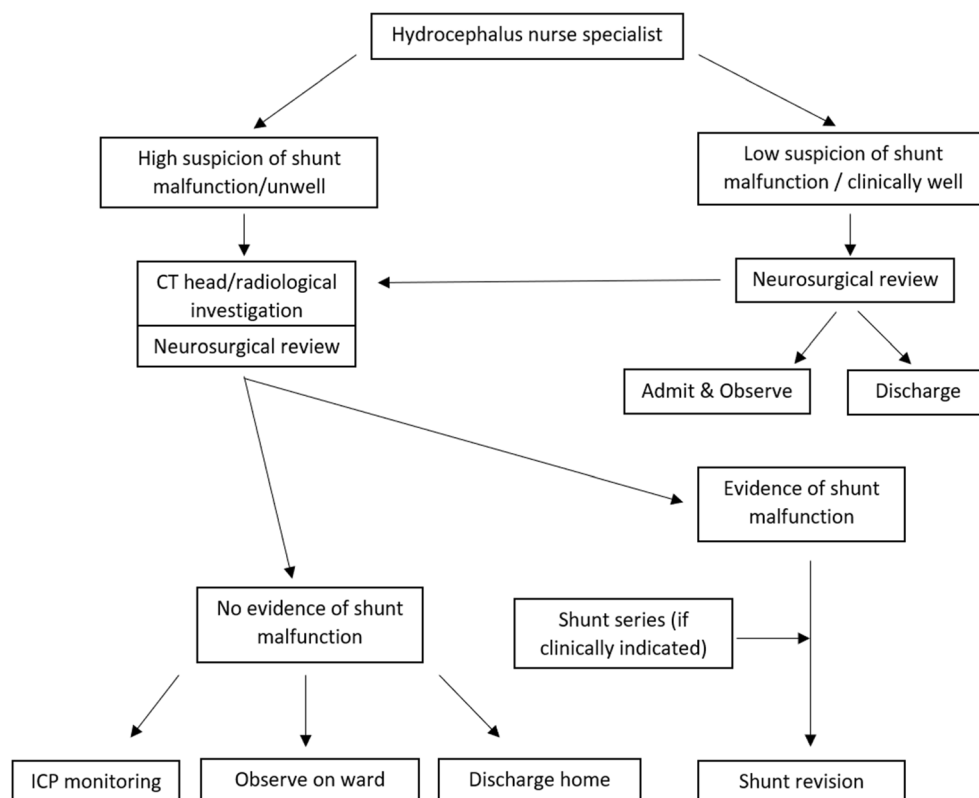 Hydrocephalus nurse specialist
High suspicion of shunt
malfunction/unwell
Low suspicion of shunt
malfunction / clinically well
CT head/radiological
investigation
Neurosurgical review
Neurosurgical review
Admit & Observe
Discharge
Evidence of shunt
malfunction
No evidence of shunt
malfunction
Shunt series (if
clinically indicated)
ICP monitoring
Observe on ward
Discharge home
Shunt revision